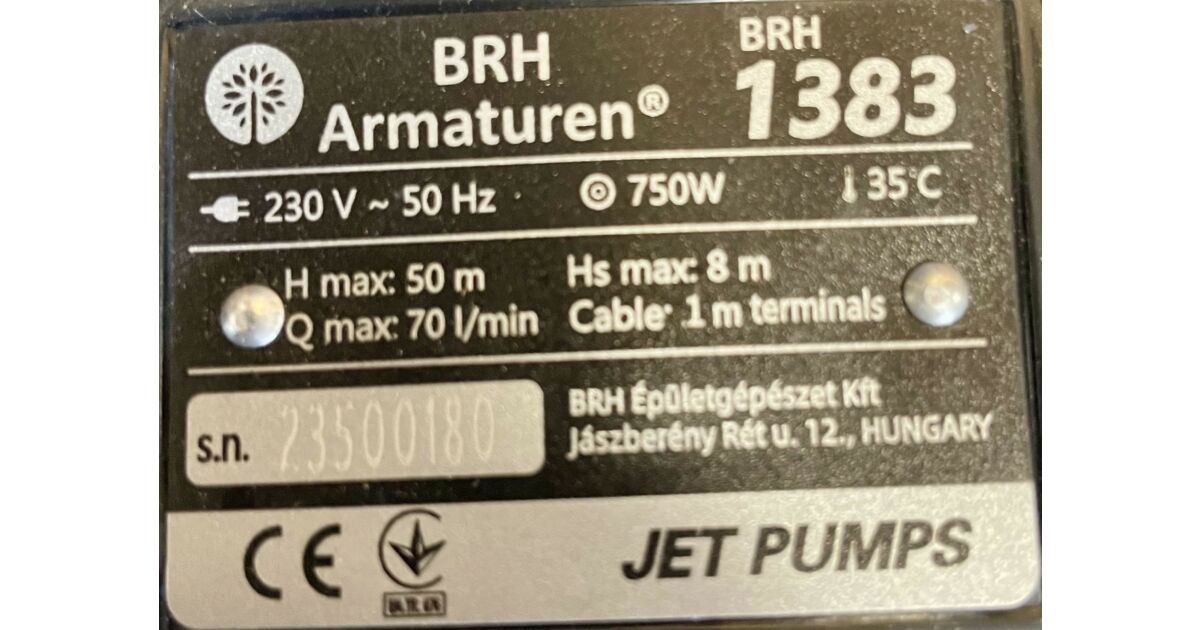 BRH
Armaturen®
BRH
1383
230 V ~ 50 Hz
750W
35°C
H max: 50 m
Q max: 70 l/min
Hs max: 8 m
Cable: 1 m terminals
s.n. 23500180
BRH Épületgépészet Kft
Jászberény Rét u. 12., HUNGARY
CE
JET PUMPS